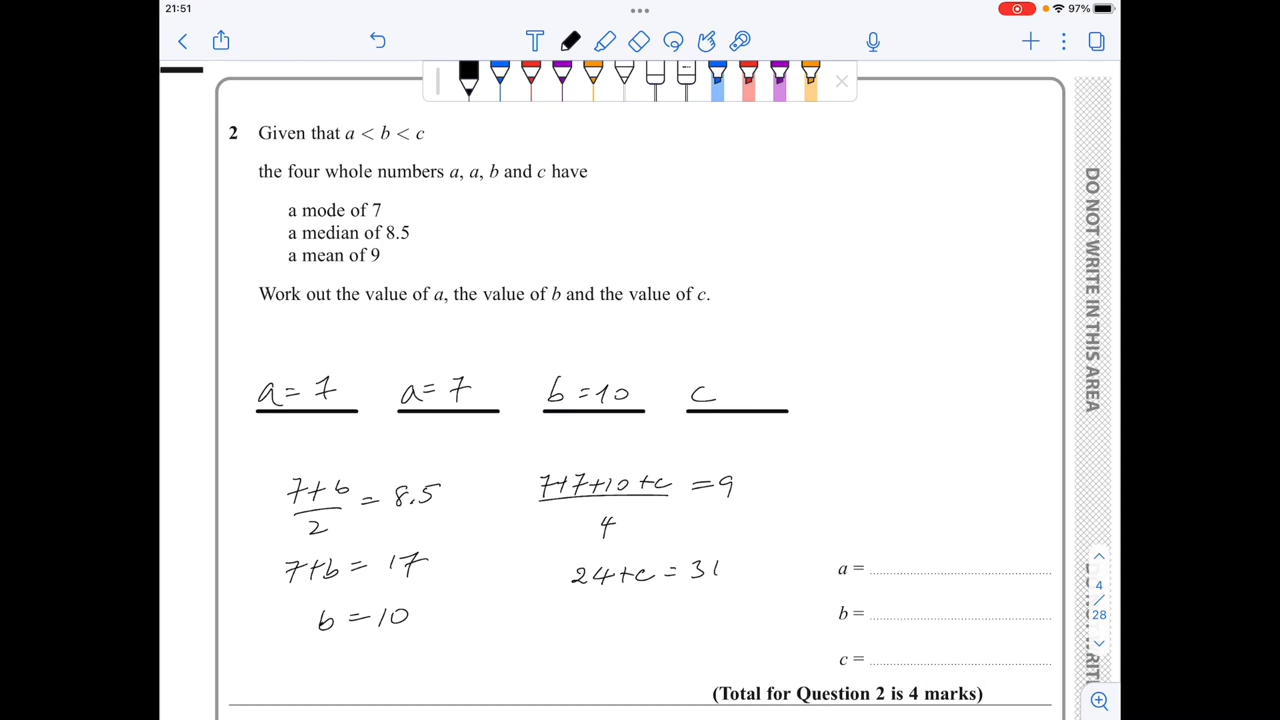 21:51
97%
2 Given that a < b < c
the four whole numbers a, a, b and c have
a mode of 7
a median of 8.5
a mean of 9
Work out the value of a, the value of b and the value of c.
a = 7 a = 7 b = 10 c
7+b
2
= 8.5
7+b = 17
b = 10
7+7+10+c
4
= 9
24+c = 31
a =
b =
c =
(Total for Question 2 is 4 marks)
DO NOT WRITE IN THIS AREA
4
/
28